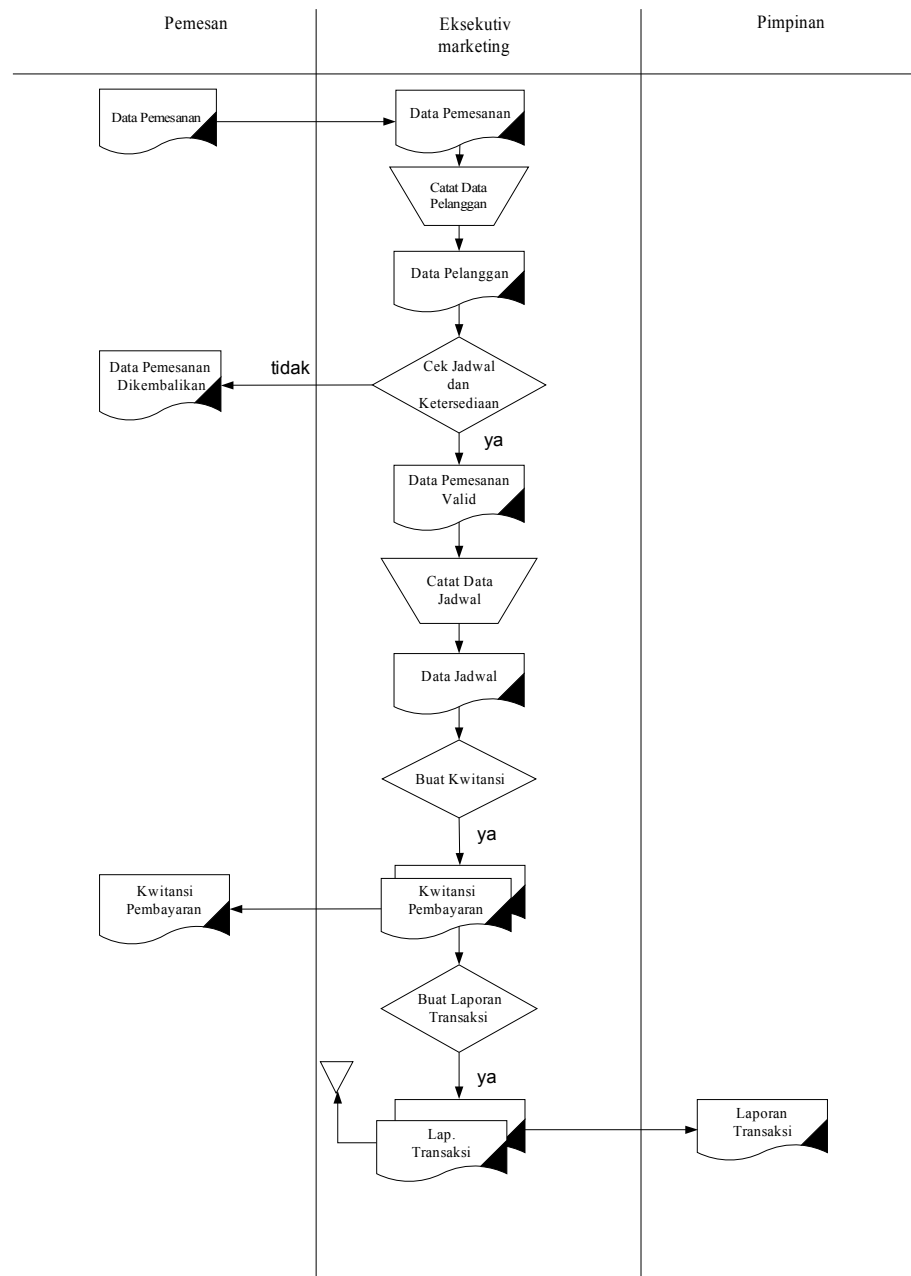 Pemesan
Eksekutiv
marketing
Pimpinan
Data Pemesanan
Data Pemesanan
Catat Data
Pelanggan
Data Pelanggan
Data Pemesanan
Dikembalikan
tidak
Cek Jadwal
dan
Ketersediaan
ya
Data Pemesanan
Valid
Catat Data
Jadwal
Data Jadwal
Buat Kwitansi
ya
Kwitansi
Pembayaran
Kwitansi
Pembayaran
Buat Laporan
Transaksi
ya
Lap.
Transaksi
Laporan
Transaksi